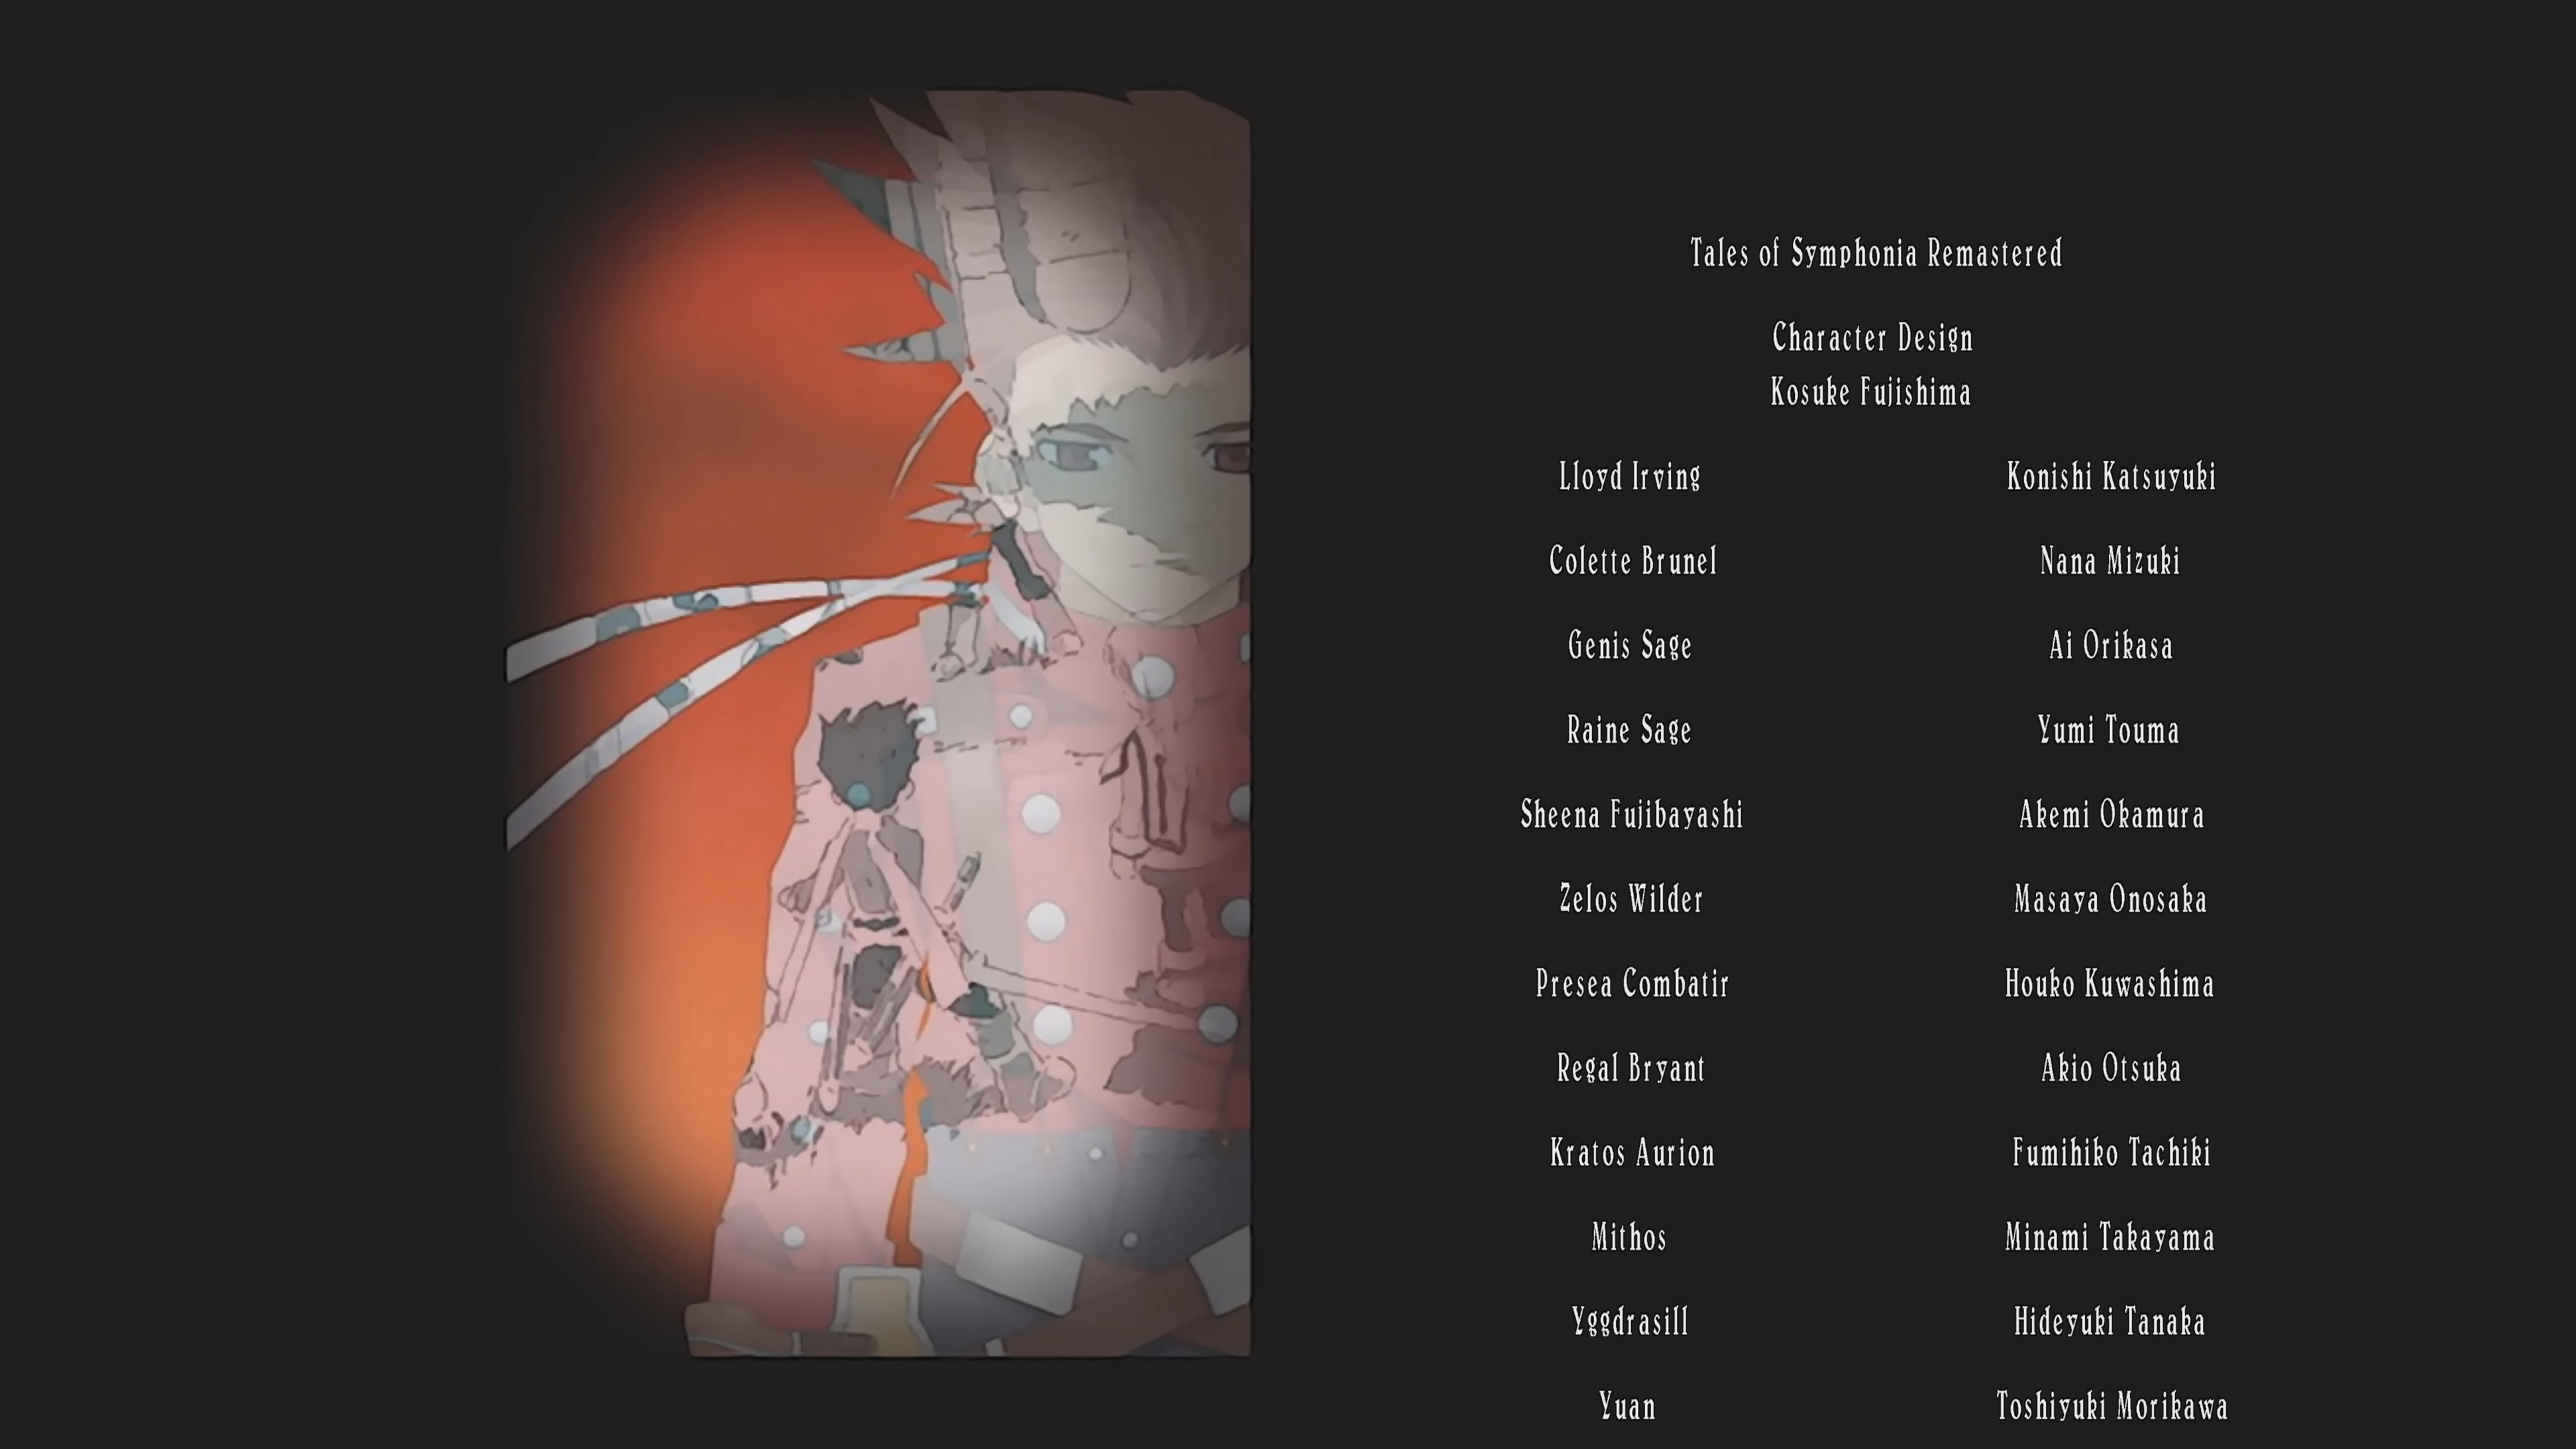 Tales of Symphonia Remastered
Character Design
Kosuke Fujishima
Lloyd Irving Konishi Katsuyuki
Colette Brunel Nana Mizuki
Genis Sage Ai Orikasa
Raine Sage Yumi Touma
Sheena Fujibayashi Akemi Okamura
Zelos Wilder Masaya Onosaka
Presea Combatir Houko Kuwashima
Regal Bryant Akio Otsuka
Kratos Aurion Fumihiko Tachiki
Mithos Minami Takayama
Yggdrasill Hideyuki Tanaka
Yuan Toshiyuki Morikawa